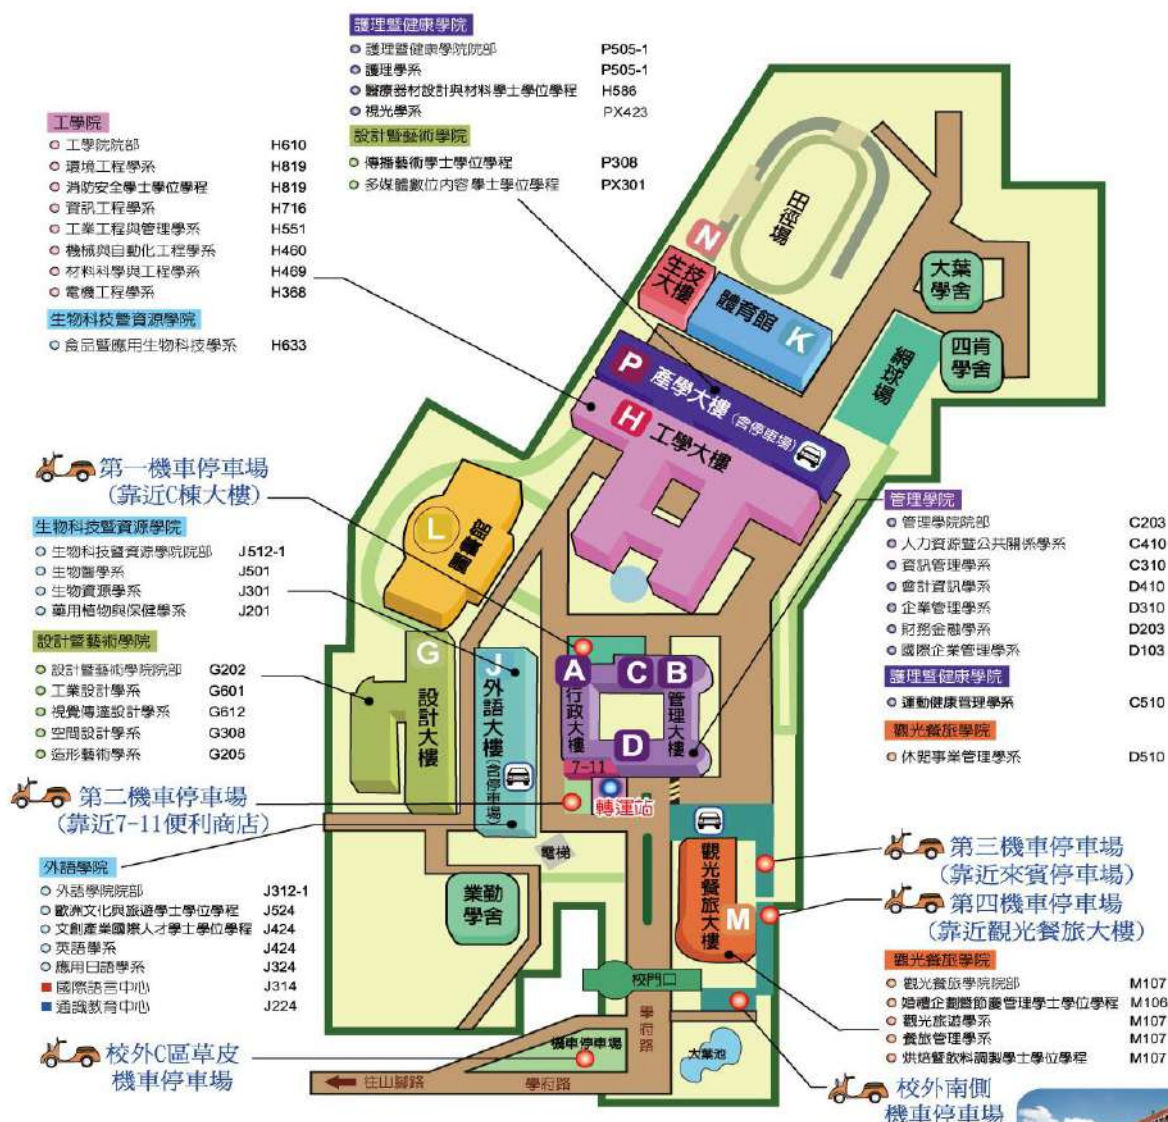 護理暨健康學院
護理暨健康學院院部 P505-1
護理學系 P505-1
醫療器材設計與材料學士學位學程 H586
視光學系 PX423
設計暨藝術學院
傳播藝術學士學位學程 P308
多媒體數位內容學士學位學程 PX301
工學院
工學院院部 H610
環境工程學系 H819
消防安全學士學位學程 H819
資訊工程學系 H716
工業工程與管理學系 H551
機械與自動化工程學系 H460
材料科學與工程學系 H469
電機工程學系 H368
生物科技暨資源學院
食品暨應用生物科技學系 H633
田徑場
N
生技大樓
體育館
K
大葉學舍
四肯學舍
網球場
P 產學大樓(含停車場)
H 工學大樓
第一機車停車場
(靠近C棟大樓)
生物科技暨資源學院
生物科技暨資源學院院部 J512-1
生物醫學系 J501
生物資源學系 J301
藥用植物與保健學系 J201
設計暨藝術學院
設計暨藝術學院院部 G202
工業設計學系 G601
視覺傳達設計學系 G612
空間設計學系 G308
造形藝術學系 G205
L
圖書館
G
設計大樓
J
外語大樓(含停車場)
A
行政大樓
C
B
管理大樓
D
7-11
轉運站
管理學院
管理學院院部 C203
人力資源暨公共關係學系 C410
資訊管理學系 C310
會計資訊學系 D410
企業管理學系 D310
財務金融學系 D203
國際企業管理學系 D103
護理暨健康學院
運動健康管理學系 C510
觀光餐旅學院
休閒事業管理學系 D510
第二機車停車場
(靠近7-11便利商店)
外語學院
外語學院院部 J312-1
歐洲文化與旅遊學士學位學程 J524
文創產業國際人才學士學位學程 J424
英語學系 J424
應用日語學系 J324
國際語言中心 J314
通識教育中心 J224
電梯
業勤學舍
觀光餐旅大樓
M
第三機車停車場
(靠近來賓停車場)
第四機車停車場
(靠近觀光餐旅大樓)
觀光餐旅學院
觀光餐旅學院院部 M107
婚禮企劃暨節慶管理學士學位學程 M106
觀光旅遊學系 M107
餐旅管理學系 M107
烘焙暨飲料調製學士學位學程 M107
校門口
學府路
機車停車場
大葉池
往山腳路
學府路
校外C區草皮
機車停車場
校外南側
機車停車場